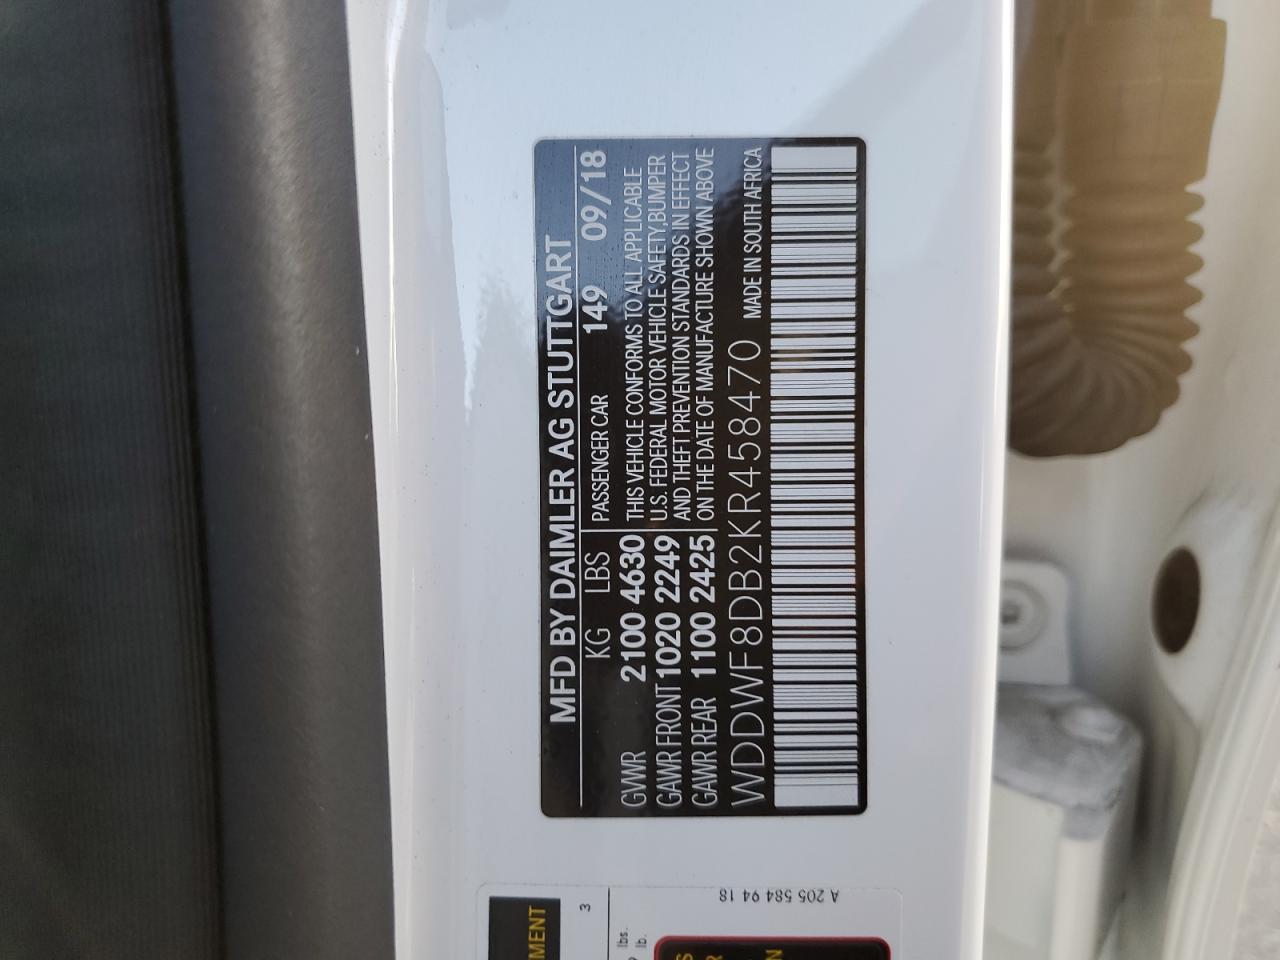 MFD BY DAIMLER AG STUTTGART
KG LBS PASSENGER CAR 149 09/18
GVWR 2100 4630 THIS VEHICLE CONFORMS TO ALL APPLICABLE
U.S. FEDERAL MOTOR VEHICLE SAFETY,BUMPER
GAWR FRONT 1020 2249 AND THEFT PREVENTION STANDARDS IN EFFECT
GAWR REAR 1100 2425 ON THE DATE OF MANUFACTURE SHOWN ABOVE
WDDWF8DB2KR458470 MADE IN SOUTH AFRICA
A 205 584 94 18
3
lbs.
lb.